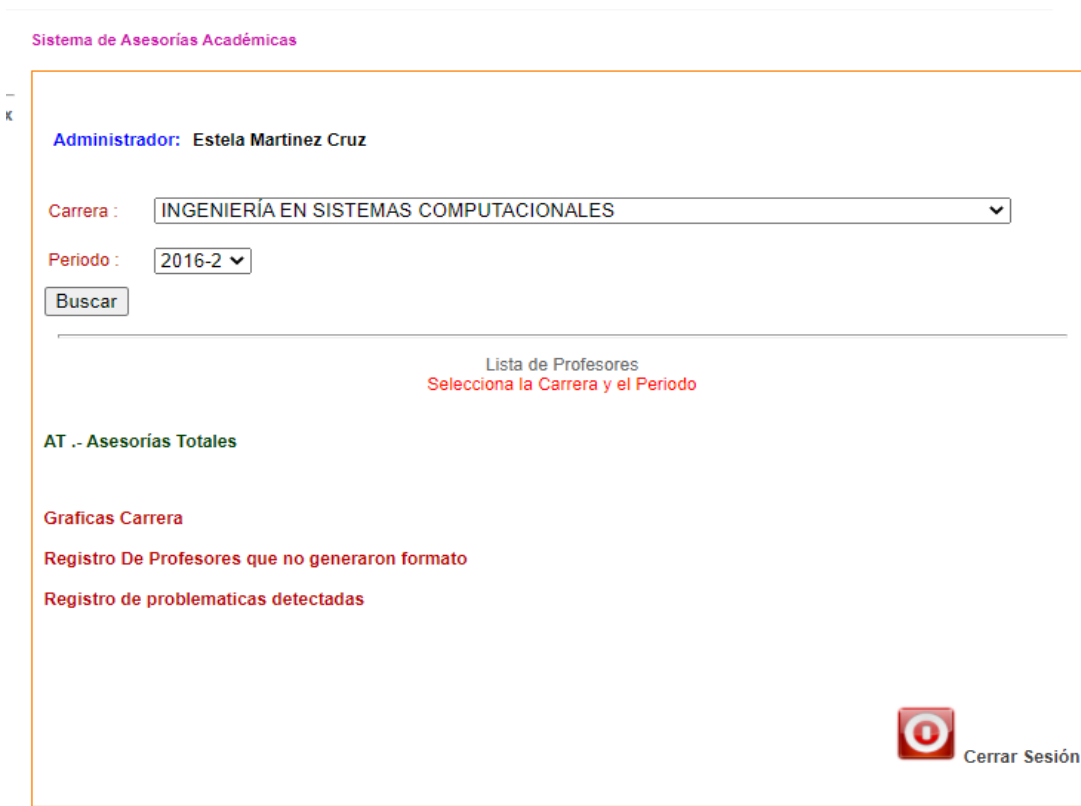 Sistema de Asesorías Académicas
x
Administrador: Estela Martinez Cruz
Carrera : INGENIERÍA EN SISTEMAS COMPUTACIONALES
Periodo : 2016-2
Buscar
Lista de Profesores
Selecciona la Carrera y el Periodo
AT .- Asesorías Totales
Graficas Carrera
Registro De Profesores que no generaron formato
Registro de problematicas detectadas
Cerrar Sesión